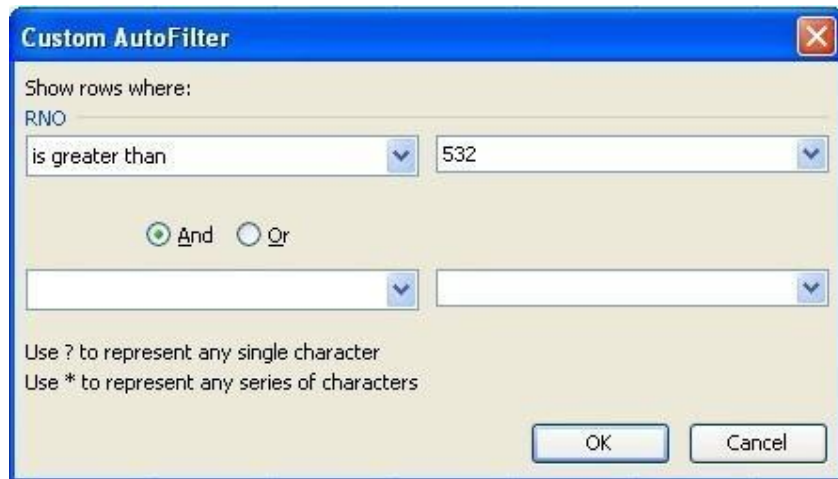 Custom AutoFilter
Show rows where:
RNO
is greater than 532
And Or
Use ? to represent any single character
Use * to represent any series of characters
OK Cancel